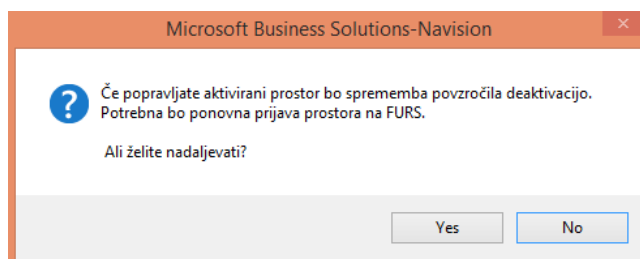 Microsoft Business Solutions-Navision
Če popravljate aktivirani prostor bo sprememba povzročila deaktivacijo.
Potrebna bo ponovna prijava prostora na FURS.
Ali želite nadaljevati?
Yes
No